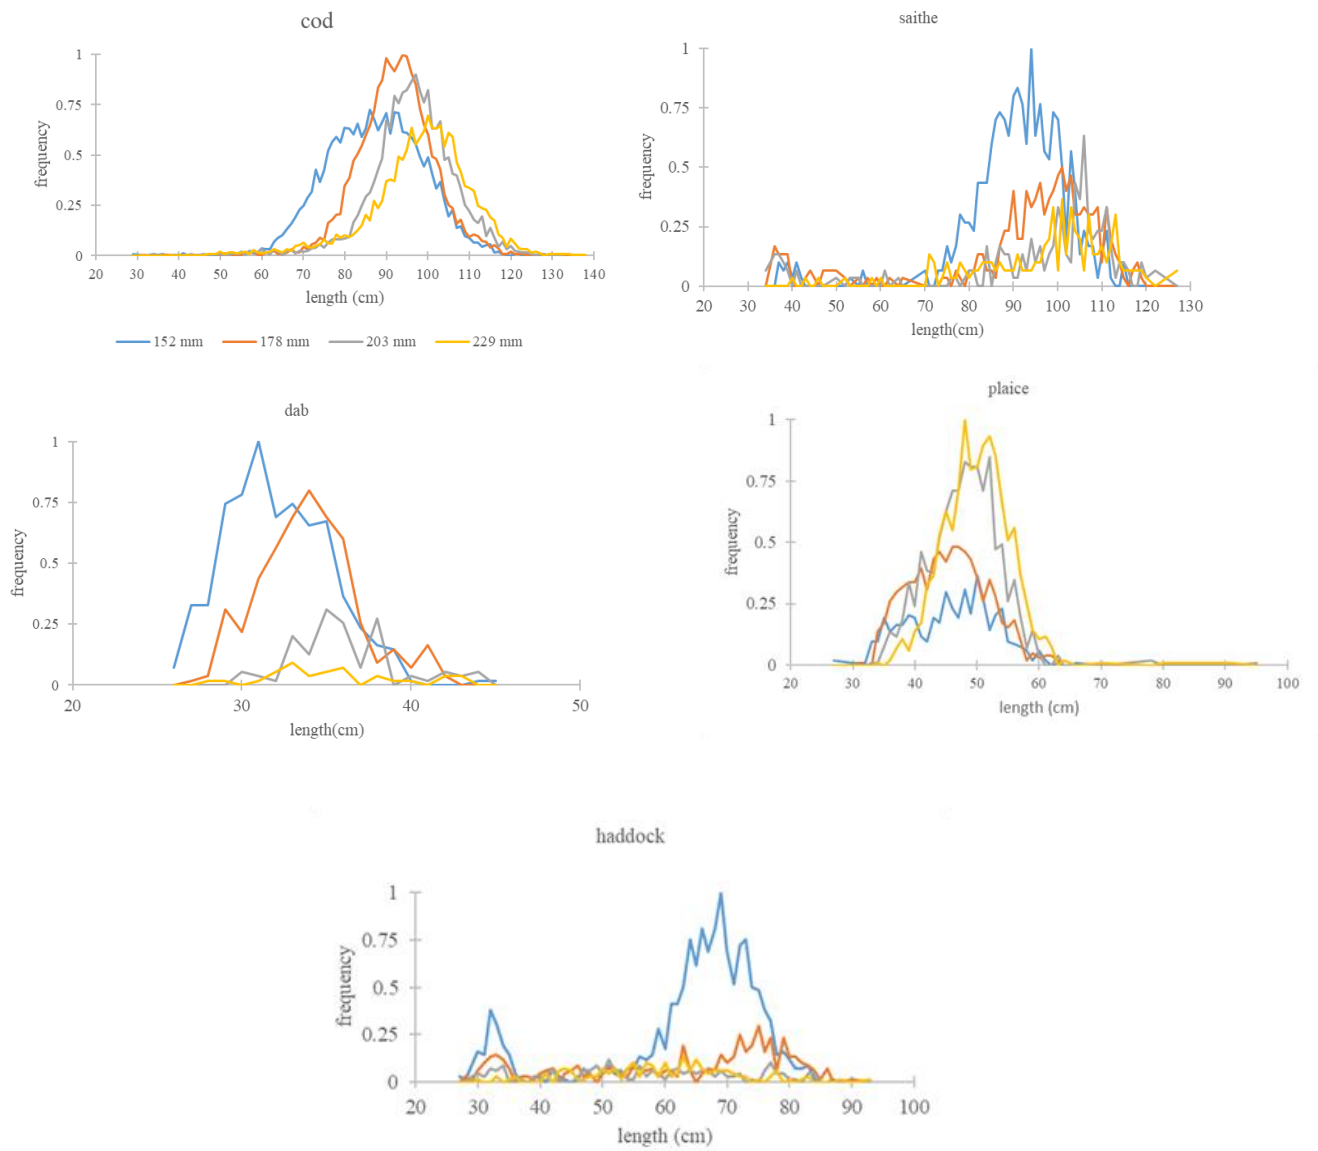 cod
1
0.75
0.5
0.25
0
frequency
20 30 40 50 60 70 80 90 100 110 120 130 140
length (cm)
152 mm 178 mm 203 mm 229 mm
saithe
1
0.75
0.5
0.25
0
frequency
20 30 40 50 60 70 80 90 100 110 120 130
length(cm)
dab
1
0.75
0.5
0.25
0
frequency
20 30 40 50
length(cm)
plaice
1
0.75
0.5
0.25
0
frequency
20 30 40 50 60 70 80 90 100
length (cm)
haddock
1
0.75
0.5
0.25
0
frequency
20 30 40 50 60 70 80 90 100
length (cm)